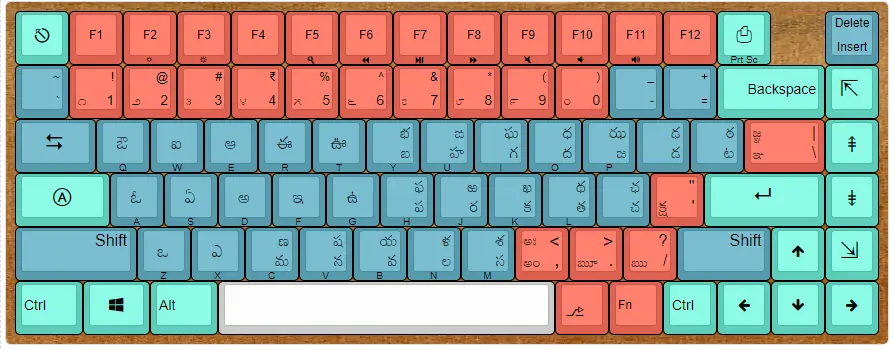 F1 F2 F3 F4 F5 F6 F7 F8 F9 F10 F11 F12 Prt Sc Delete Insert
~ ` ! ౧ 1 @ ౨ 2 # ౩ 3 ₹ ౪ 4 % ౫ 5 ^ ౬ 6 & ౭ 7 * ౮ 8 ( ౯ 9 ) ౦ 0 _ - + = Backspace
ఔ Q ఐ W ఆ E ఈ R ఊ T భ బ Y జ హ U ఘ గ I ధ ద O ఝ జ P ఢ డ ఠ ట | \
Ⓐ ఓ A ఏ S అ D ఇ F ఉ G ఫ ప H ఱ ర J ఖ క K థ త L ఛ చ " '
Shift ఒ Z ఎ X ణ మ C ష న V య వ B ళ ల N శ స M అః < అం , > ౠ . ? ఋ / Shift
Ctrl Alt Fn Ctrl